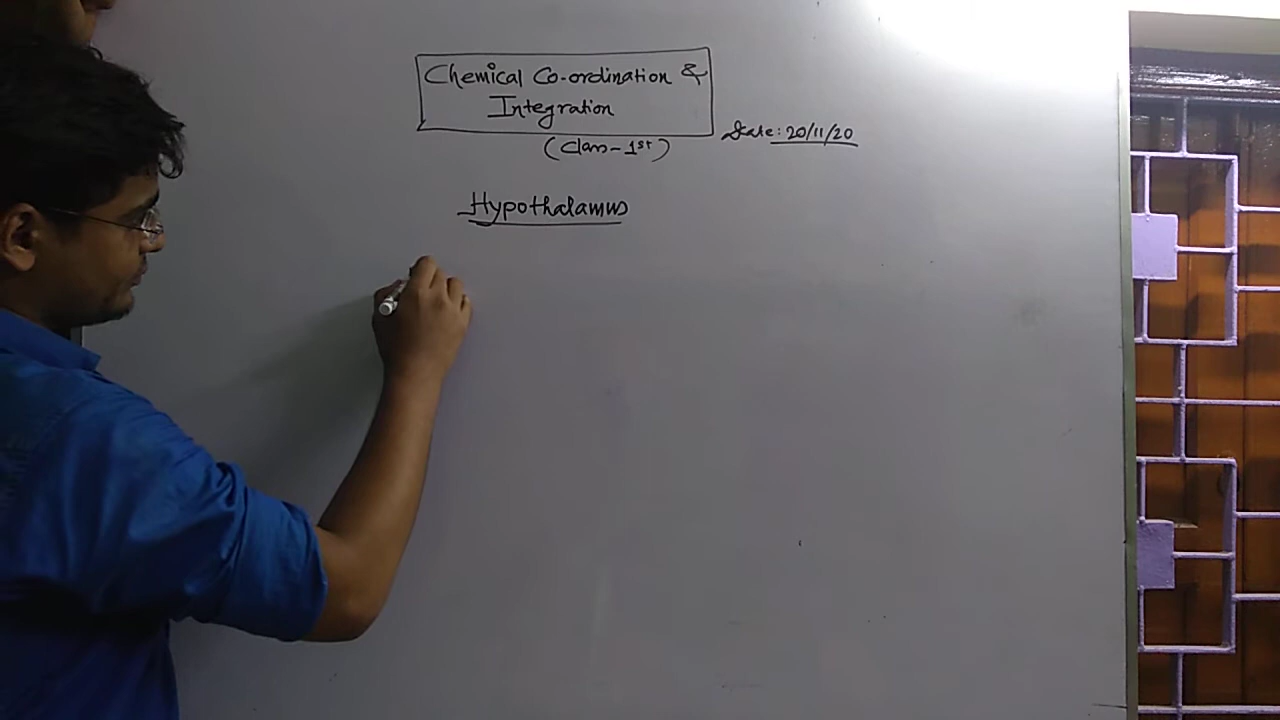 Chemical Co-ordination &
Integration
(Class-1st)
Date: 20/11/20
Hypothalamus